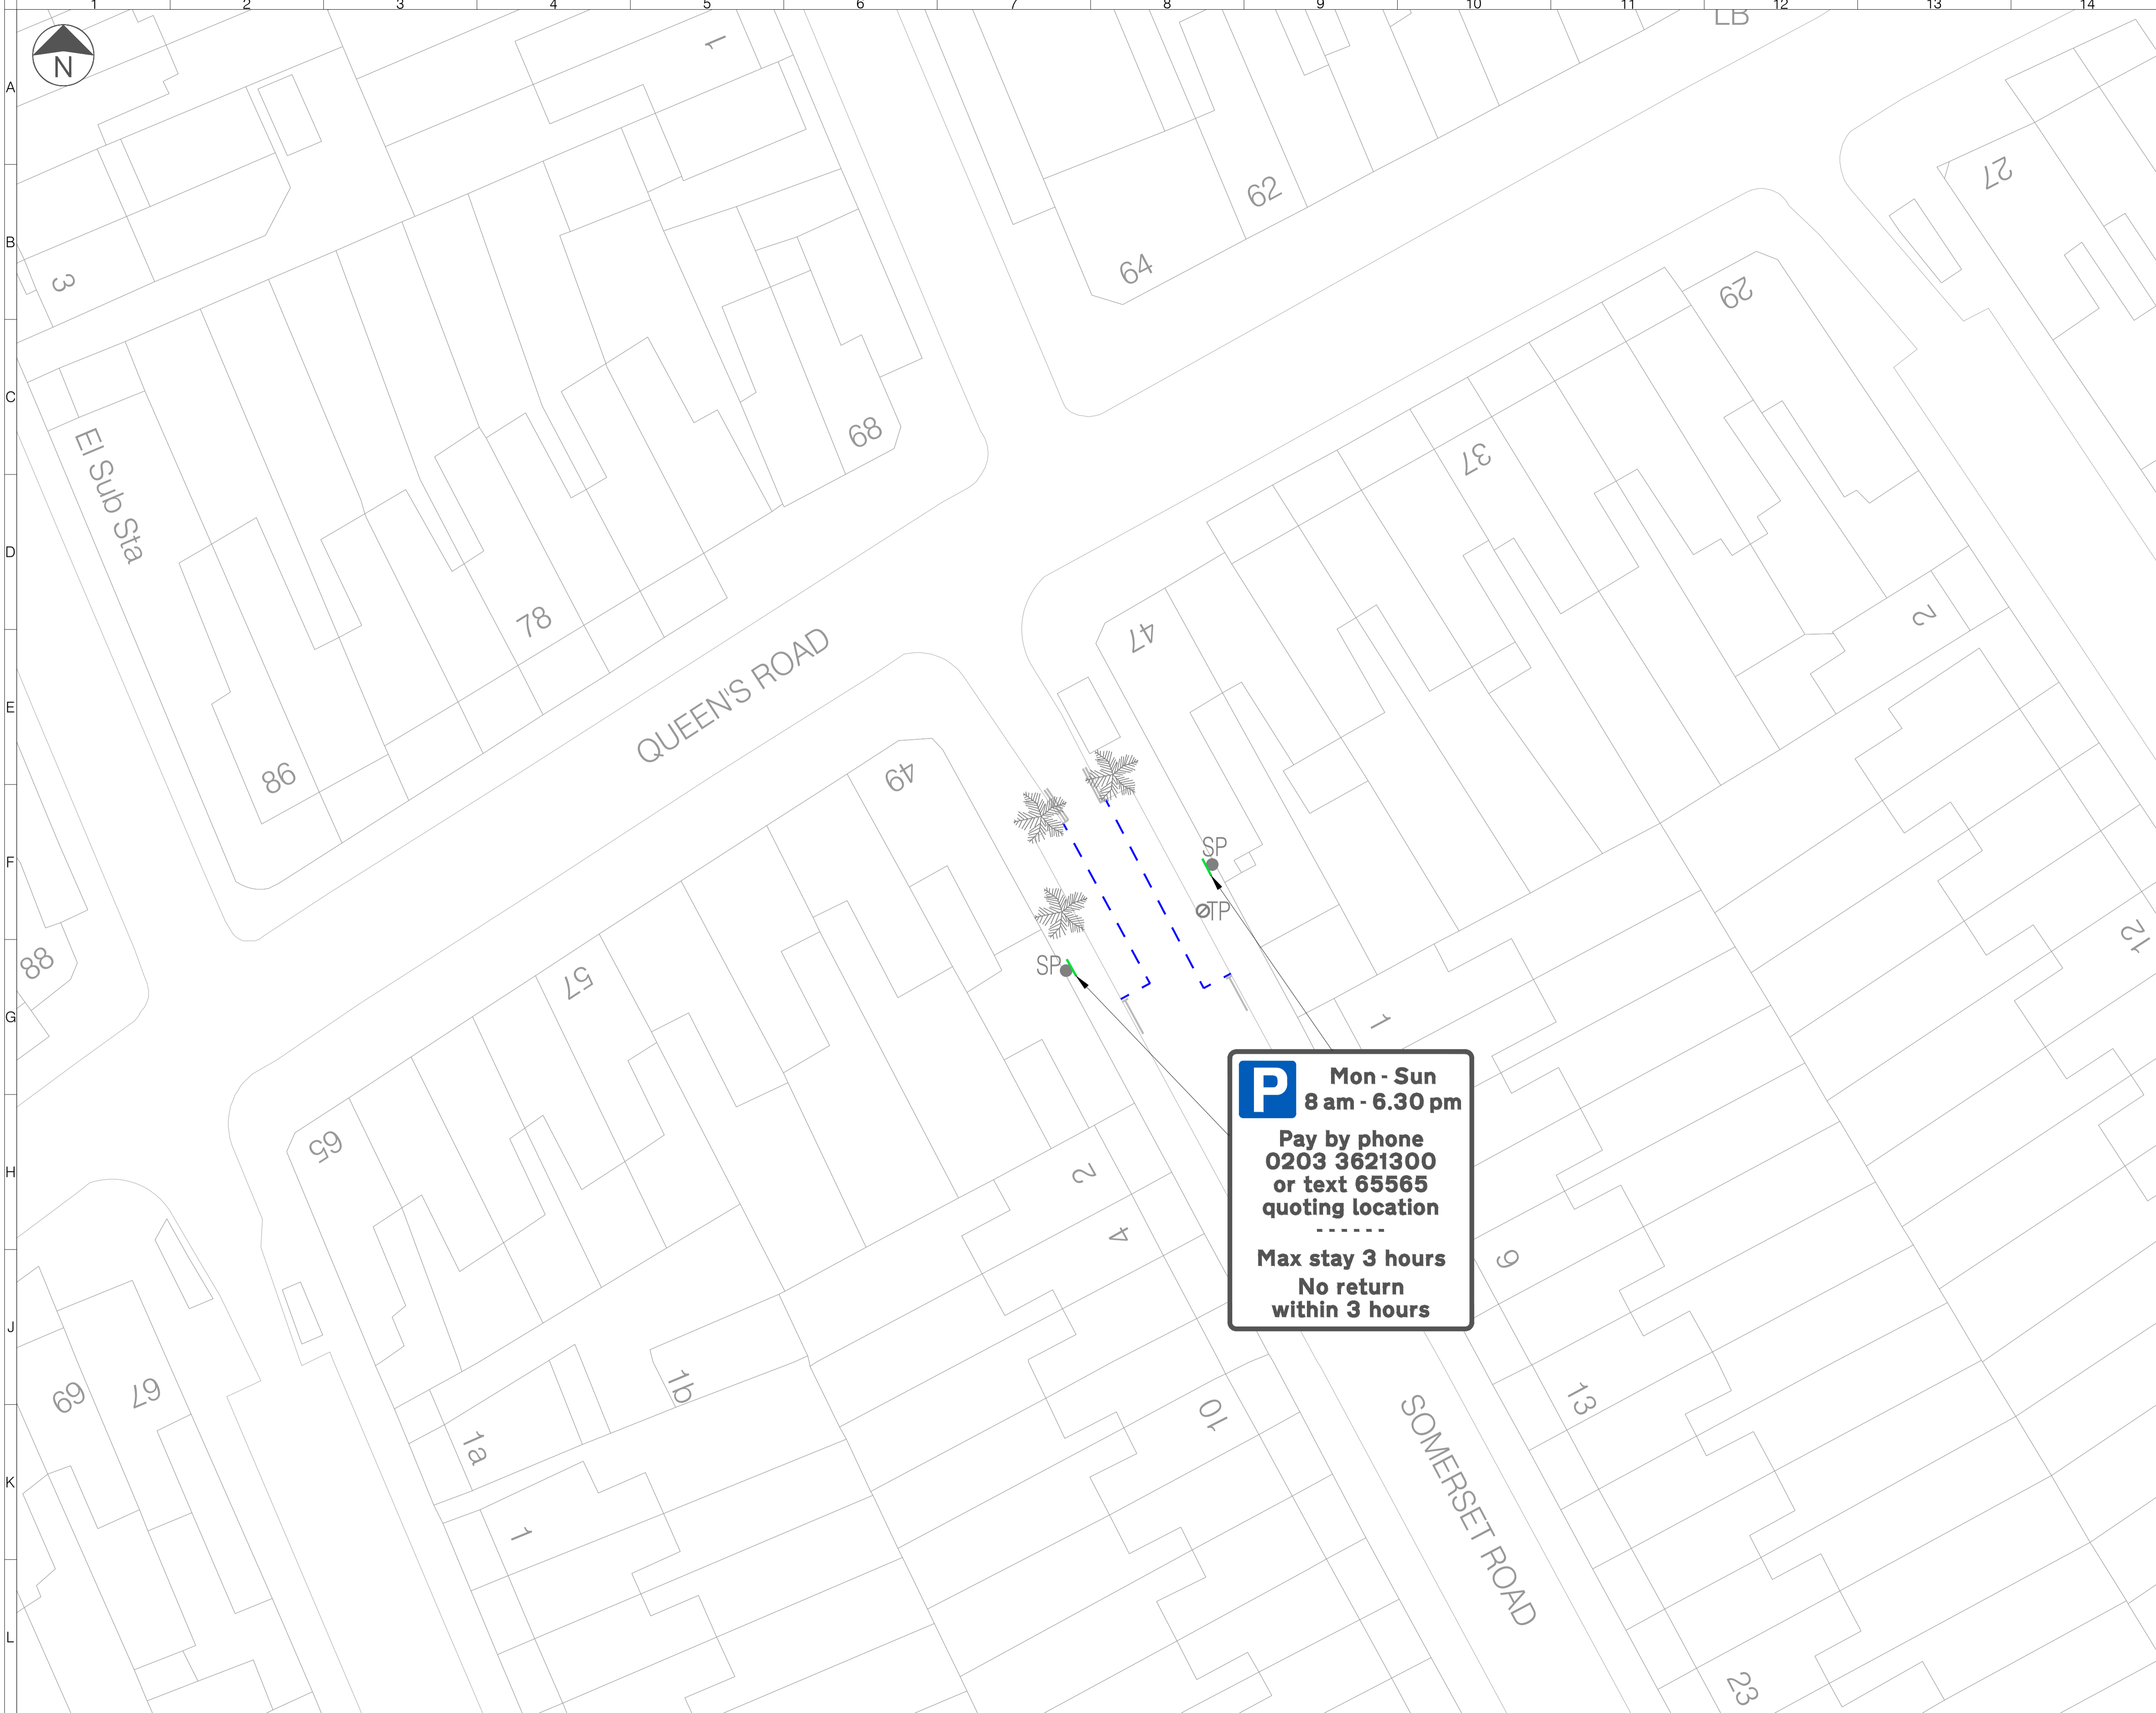 1 2 3 4 5 6 7 8 9 10 11 12 13 14
LB
N
A
1
27
62
B
3
64
29
C
68
37
El Sub Sta
D
78
47
2
QUEEN'S ROAD
E
86
49
SP
F
TP
12
88
57
SP
G
1
P
Mon - Sun
8 am - 6.30 pm
Pay by phone
0203 3621300
or text 65565
quoting location
- - - - - -
Max stay 3 hours
No return
within 3 hours
65
H
2
4
9
J
69
67
1b
13
10
SOMERSET ROAD
1a
K
1
L
23